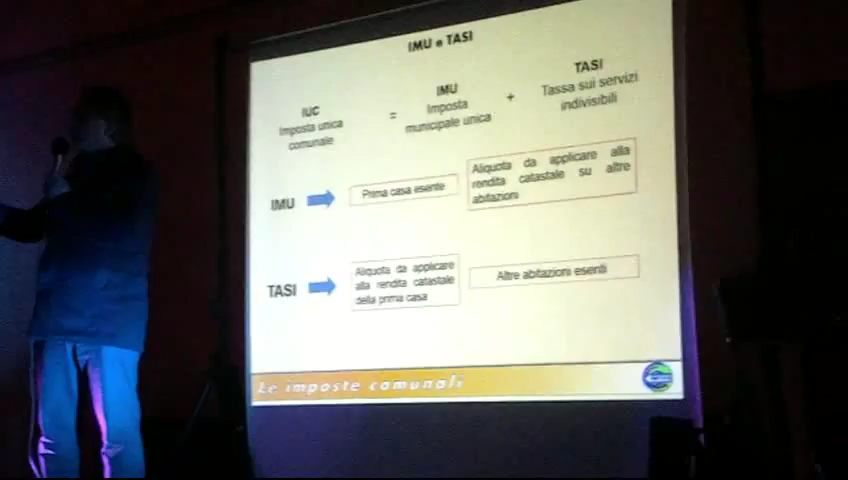 IMU e TASI
IUC
Imposta unica
comunale
=
IMU
Imposta
municipale unica
+
TASI
Tassa sui servizi
indivisibili
IMU
Prima casa esente
Aliquota da applicare alla
rendita catastale su altre
abitazioni
TASI
Aliquota da applicare
alla rendita catastale
della prima casa
Altre abitazioni esenti
Le imposte comunali